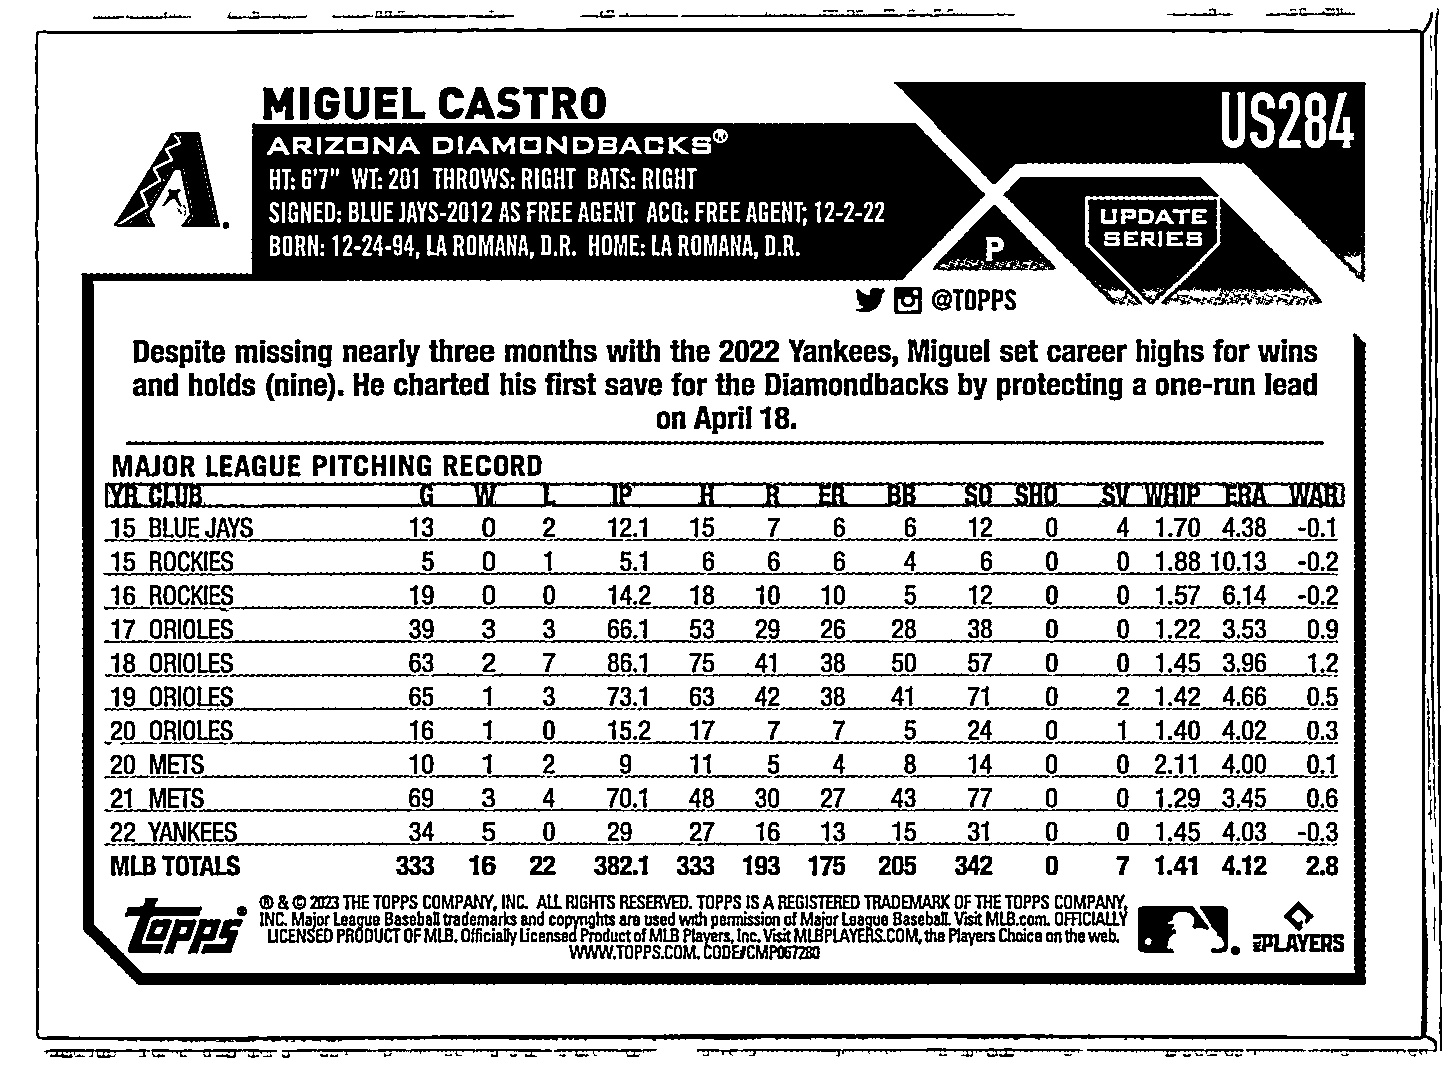 MIGUEL CASTRO
US284
ARIZONA DIAMONDBACKS®
HT: 6'7" WT: 201 THROWS: RIGHT BATS: RIGHT
SIGNED: BLUE JAYS-2012 AS FREE AGENT ACQ: FREE AGENT; 12-2-22
BORN: 12-24-94, LA ROMANA, D.R. HOME: LA ROMANA, D.R.
P
UPDATE
SERIES
@TOPPS
Despite missing nearly three months with the 2022 Yankees, Miguel set career highs for wins
and holds (nine). He charted his first save for the Diamondbacks by protecting a one-run lead
on April 18.
MAJOR LEAGUE PITCHING RECORD
YR CLUB G W L IP H R ER BB SO SHO SV WHIP ERA WAR
15 BLUE JAYS 13 0 2 12.1 15 7 6 6 12 0 4 1.70 4.38 -0.1
15 ROCKIES 5 0 1 5.1 6 6 6 4 6 0 0 1.88 10.13 -0.2
16 ROCKIES 19 0 0 14.2 18 10 10 5 12 0 0 1.57 6.14 -0.2
17 ORIOLES 39 3 3 66.1 53 29 26 28 38 0 0 1.22 3.53 0.9
18 ORIOLES 63 2 7 86.1 75 41 38 50 57 0 0 1.45 3.96 1.2
19 ORIOLES 65 1 3 73.1 63 42 38 41 71 0 2 1.42 4.66 0.5
20 ORIOLES 16 1 0 15.2 17 7 7 5 24 0 1 1.40 4.02 0.3
20 METS 10 1 2 9 11 5 4 8 14 0 0 2.11 4.00 0.1
21 METS 69 3 4 70.1 48 30 27 43 77 0 0 1.29 3.45 0.6
22 YANKEES 34 5 0 29 27 16 13 15 31 0 0 1.45 4.03 -0.3
MLB TOTALS 333 16 22 382.1 333 193 175 205 342 0 7 1.41 4.12 2.8
® & © 2023 THE TOPPS COMPANY, INC. ALL RIGHTS RESERVED. TOPPS IS A REGISTERED TRADEMARK OF THE TOPPS COMPANY,
INC. Major League Baseball trademarks and copyrights are used with permission of Major League Baseball. Visit MLB.com. OFFICIALLY
LICENSED PRODUCT OF MLB. Officially Licensed Product of MLB Players, Inc. Visit MLBPLAYERS.COM, the Players Choice on the web.
WWW.TOPPS.COM. CODE#CMP067280
topps®
MLBPLAYERS